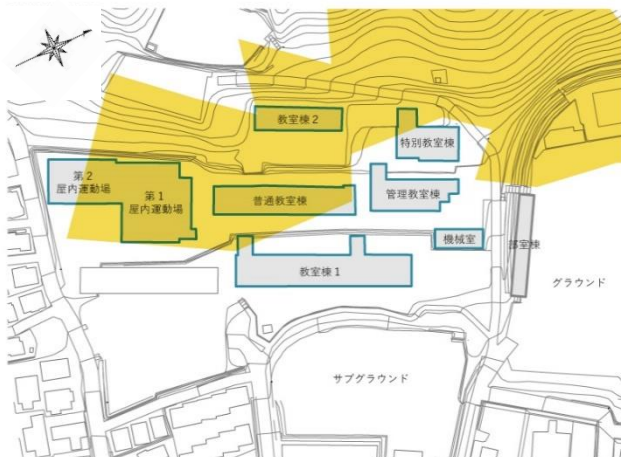 教室棟2
特別教室棟
第2
屋内運動場
第1
屋内運動場
普通教室棟
管理教室棟
機械室
部室棟
教室棟1
グラウンド
サブグラウンド